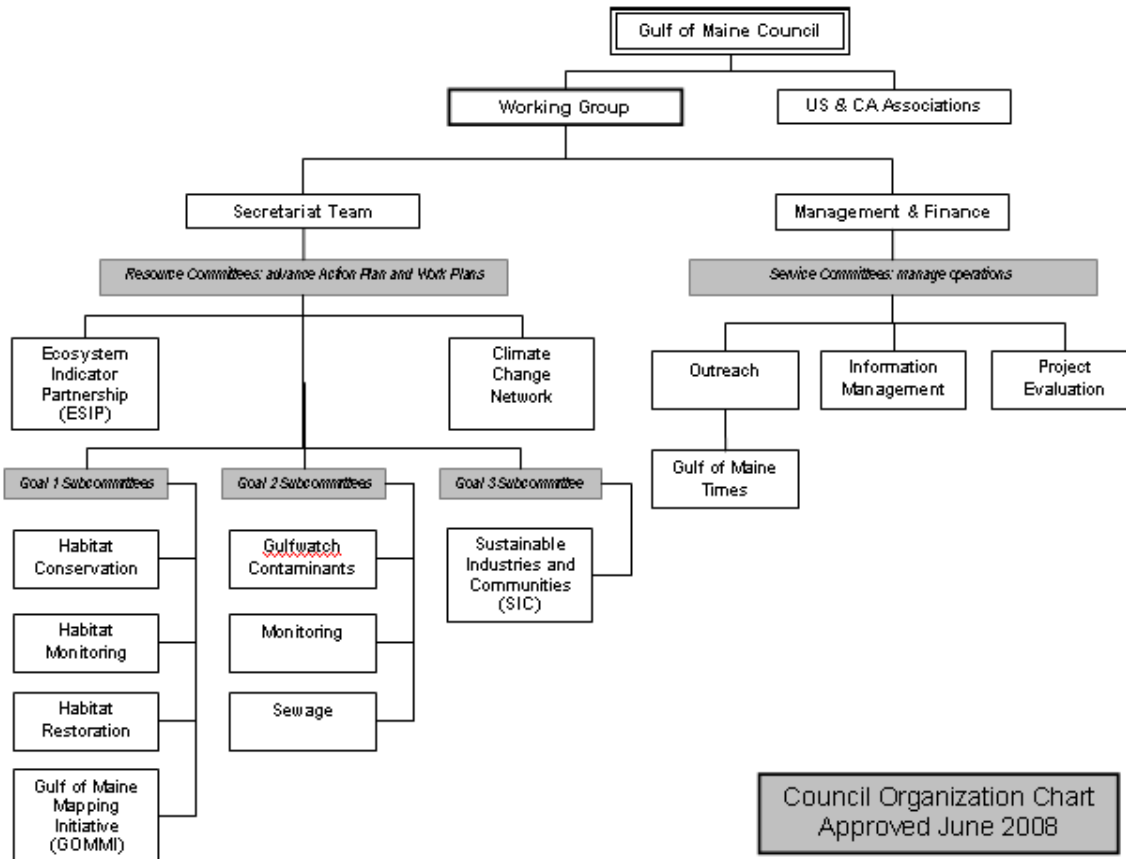 Gulf of Maine Council
Working Group
US & CA Associations
Secretariat Team
Management & Finance
Resource Committees: advance Action Plan and Work Plans
Service Committees: manage operations
Ecosystem
Indicator
Partnership
(ESIP)
Climate
Change
Network
Outreach
Information
Management
Project
Evaluation
Gulf of Maine
Times
Goal 1 Subcommittees
Goal 2 Subcommittees
Goal 3 Subcommittee
Habitat
Conservation
Habitat
Monitoring
Habitat
Restoration
Gulf of Maine
Mapping
Initiative
(GOMMI)
Gulfwatch
Contaminants
Monitoring
Sewage
Sustainable
Industries and
Communities
(SIC)
Council Organization Chart
Approved June 2008